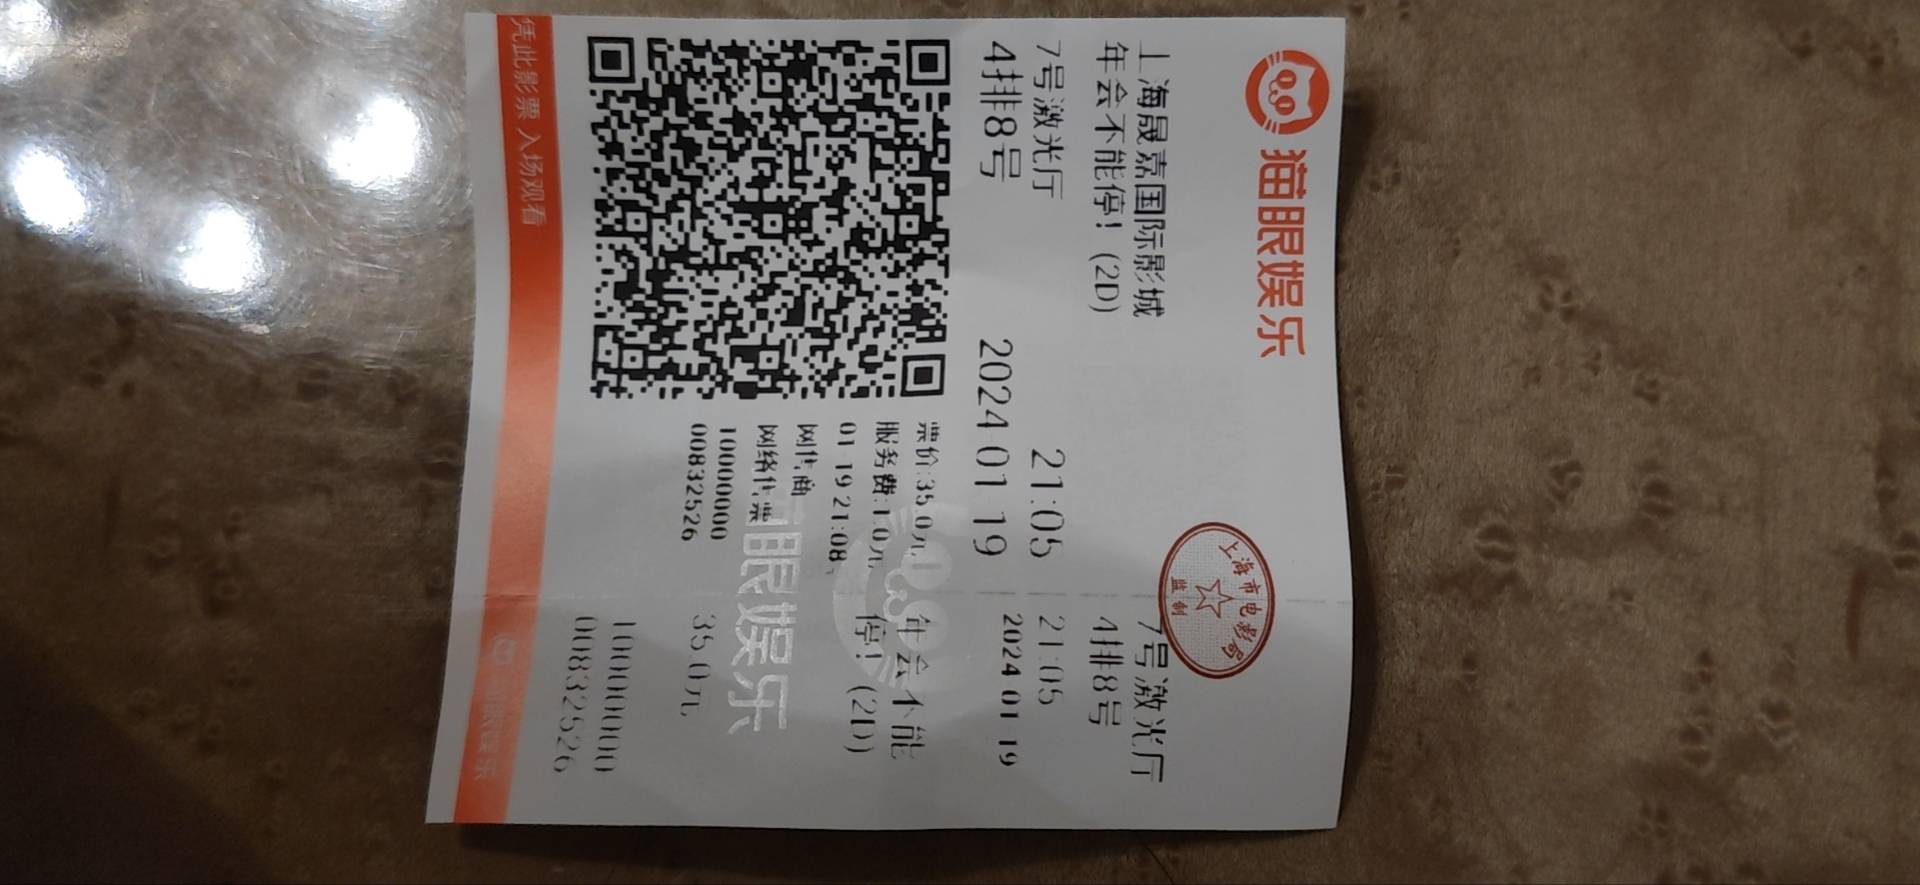 猫眼娱乐
上海晟嘉国际影城
年会不能停！(2D)
7号激光厅 21:05
4排8号 2024 01 19
票价:35.0元
服务费:1.0元
01 19 21:08
网售商
网络售票
100000000
00832526
凭此影票 入场观看
上海市电影局
监制
7号激光厅
4排8号
21:05
2024 01 19
年会不能
停！(2D)
35.0元
100000000
00832526
猫眼娱乐
猫眼娱乐